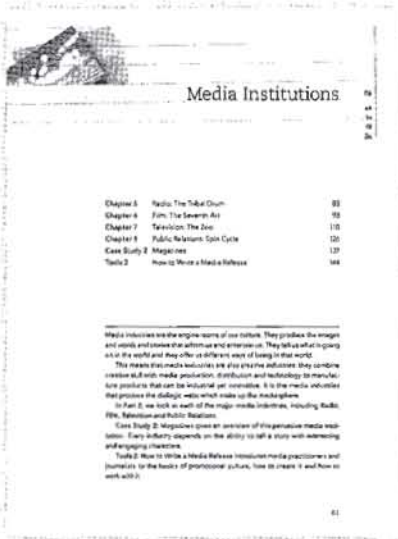 Media Institutions
Chapter 5 Radio: The Tribal Drum 83
Chapter 6 Film: The Seventh Art 98
Chapter 7 Television: The Zoo 110
Chapter 8 Public Relations: Spin Cycle 126
Case Study 2 Magazines 137
Tools 2 How to Write a Media Release 144
Media industries are the engine rooms of our culture. They produce the images
and words and stories that inform us and entertain us. They tell us what is going
on in the world and they offer us different ways of being in that world.
This means that media industries are also creative industries: they combine
creative skill with media production, distribution and technology to manufac-
ture products that can be industrial yet innovative. It is the media industries
that produce the dialogic webs which make up the mediasphere.
In Part 2, we look at each of the major media industries, including Radio,
Film, Television and Public Relations.
Case Study 2: Magazines gives an overview of this pervasive media
Every industry depends on the ability to tell a story with interesting
and engaging characters.
Tools 2: How to Write a Media Release introduces media practitioners and
journalists to the basics of promotional culture, how to create it and how to
work with it.
81